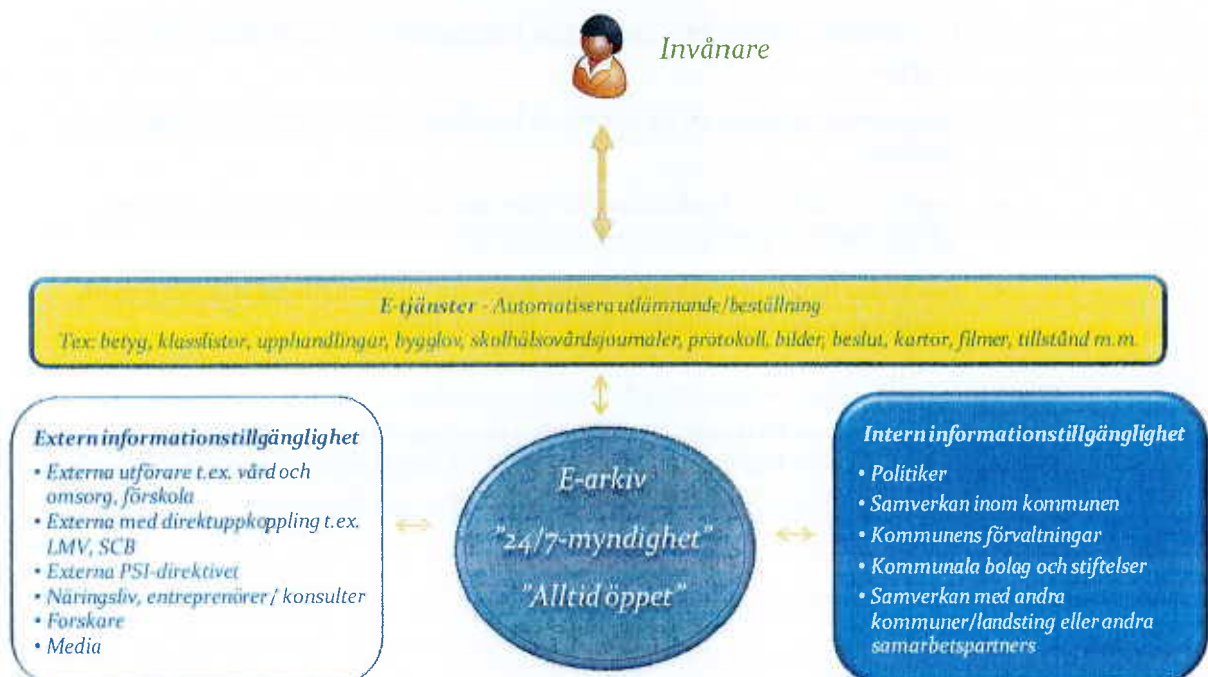 Invånare
E-tjänster - Automatisera utlämnande/beställning
Tex: betyg, klasslistor, upphandlingar, bygglov, skolhälsovårdsjournaler, protokoll, bilder, beslut, kartor, filmer, tillstånd m.m.
Extern informationstillgänglighet
• Externa utförare t.ex. vård och
omsorg, förskola
• Externa med direktuppkoppling t.ex.
LMV, SCB
• Externa PSI-direktivet
• Näringsliv, entreprenörer / konsulter
• Forskare
• Media
E-arkiv
"24/7-myndighet"
"Alltid öppet"
Intern informationstillgänglighet
• Politiker
• Samverkan inom kommunen
• Kommunens förvaltningar
• Kommunala bolag och stiftelser
• Samverkan med andra
kommuner/landsting eller andra
samarbetspartners